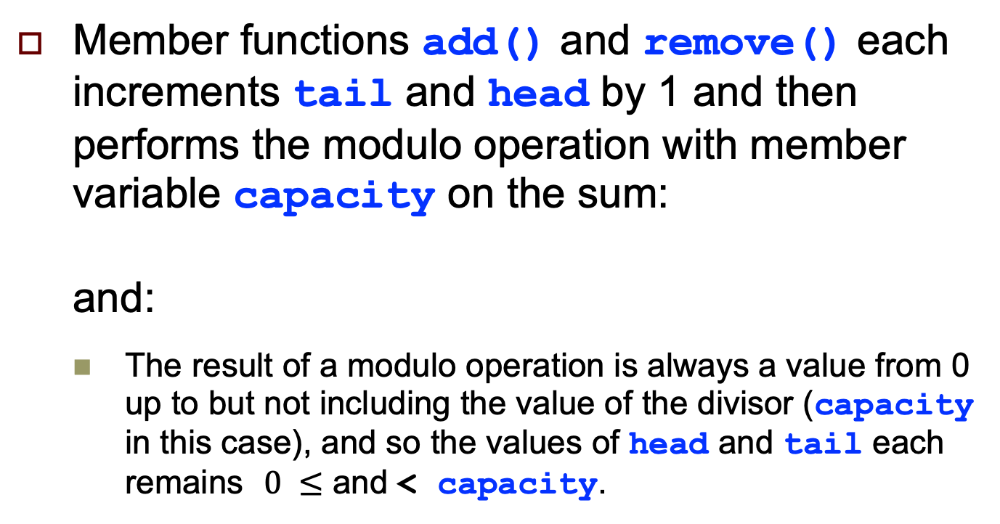 Member functions add() and remove() each
increments tail and head by 1 and then
performs the modulo operation with member
variable capacity on the sum:
and:
The result of a modulo operation is always a value from 0
up to but not including the value of the divisor (capacity
in this case), and so the values of head and tail each
remains 0 ≤ and < capacity.